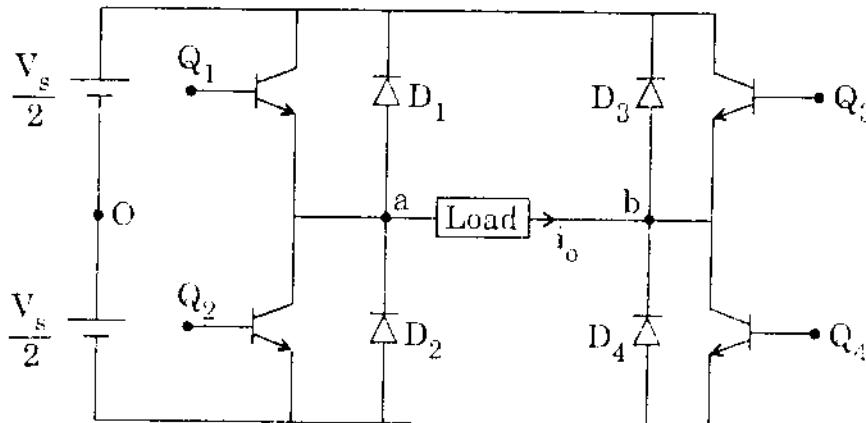 V_s/2
Q_1
D_1
D_3
Q_3
O
a
Load
b
i_o
V_s/2
Q_2
D_2
D_4
Q_4